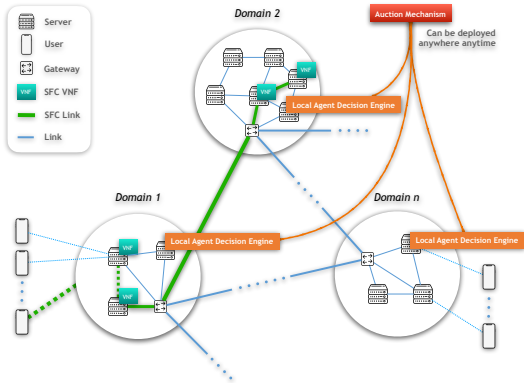 Domain 2
Auction Mechanism
Server
User
Gateway
VNF
SFC VNF
SFC Link
Link
Can be deployed
anywhere anytime
VNF
VNF
Local Agent Decision Engine
Domain 1
Domain n
Local Agent Decision Engine
Local Agent Decision Engine
VNF
VNF